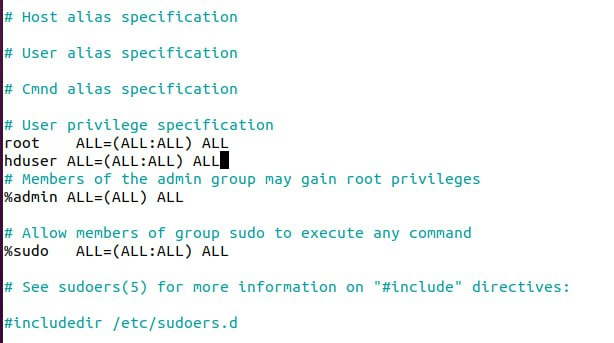 # Host alias specification
# User alias specification
# Cmnd alias specification
# User privilege specification
root    ALL=(ALL:ALL) ALL
hduser ALL=(ALL:ALL) ALL
# Members of the admin group may gain root privileges
%admin ALL=(ALL) ALL
# Allow members of group sudo to execute any command
%sudo   ALL=(ALL:ALL) ALL
# See sudoers(5) for more information on "#include" directives:
#includedir /etc/sudoers.d